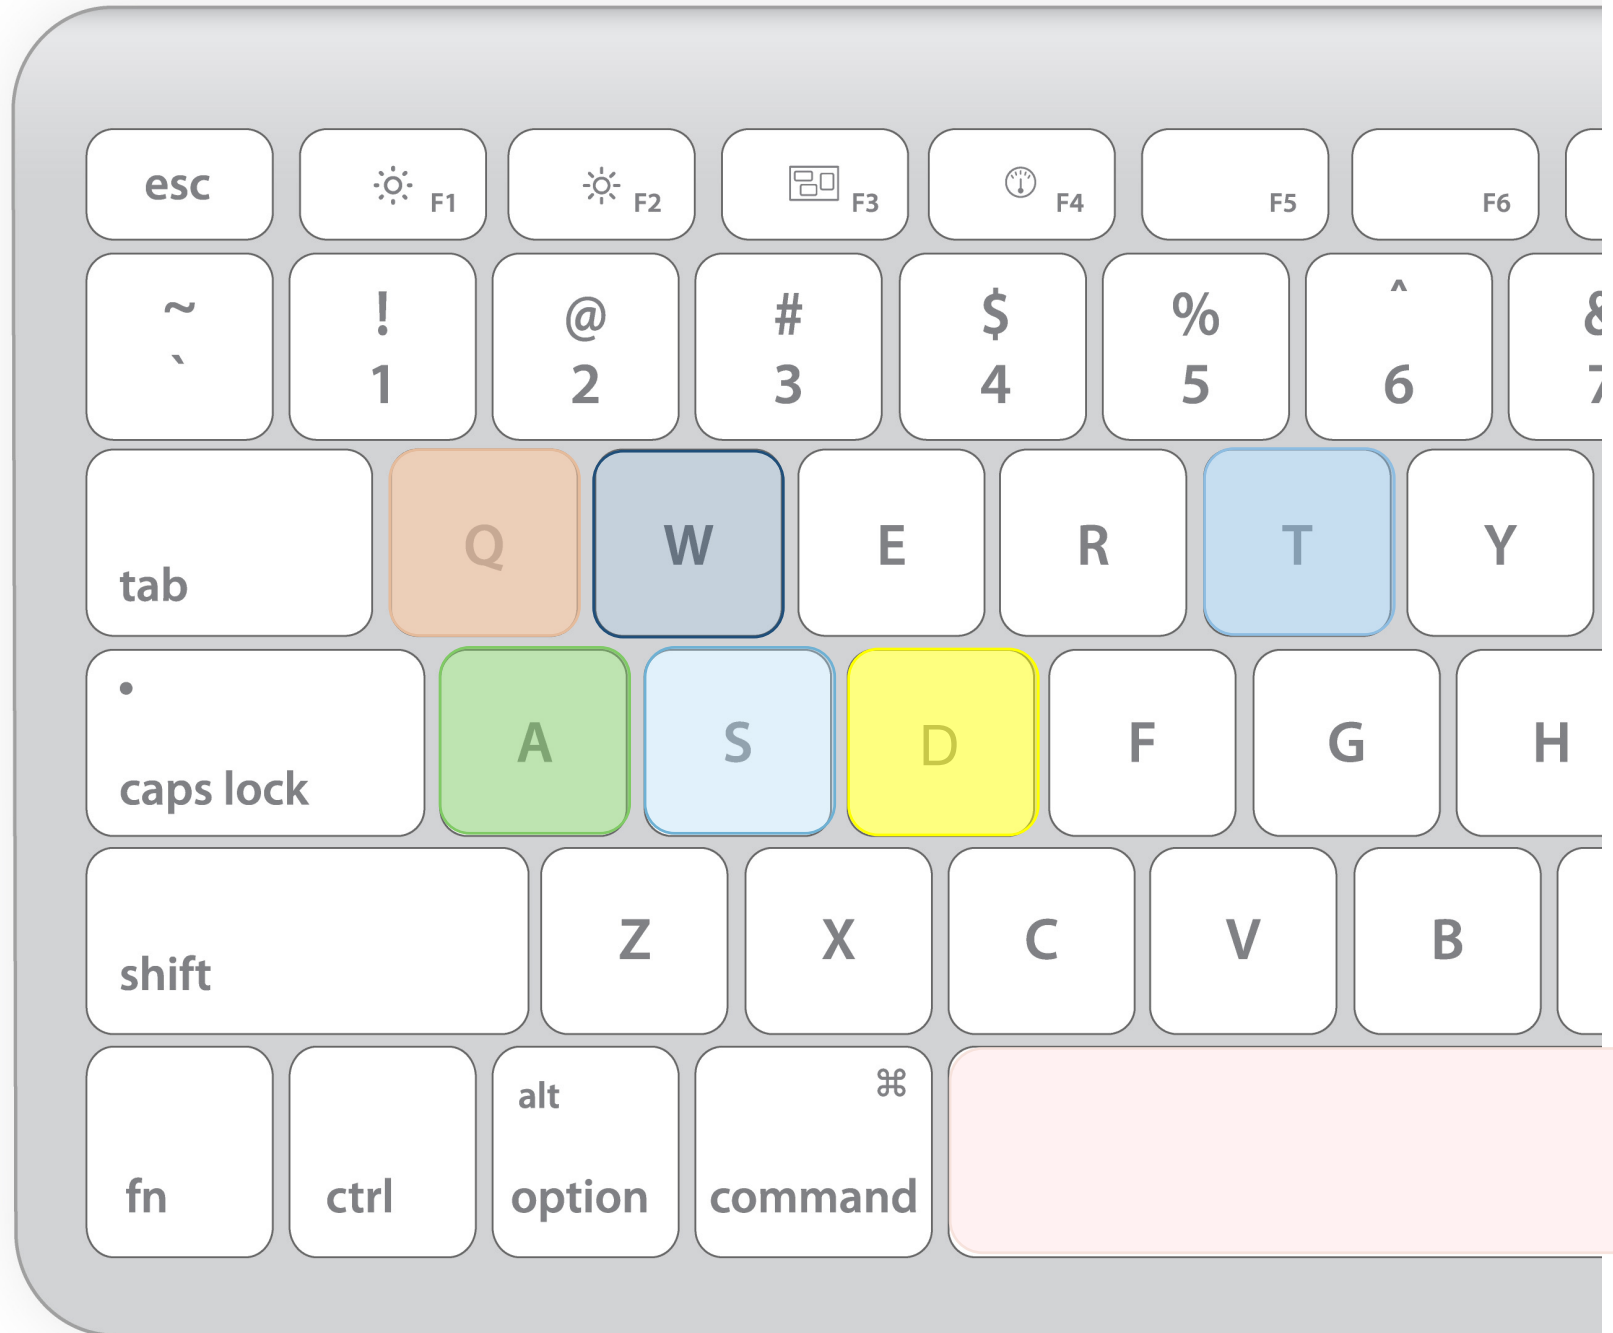 esc F1 F2 F3 F4 F5 F6
~ ! @ # $ % ^ &
` 1 2 3 4 5 6 7
tab Q W E R T Y
•
caps lock A S D F G H
shift Z X C V B
alt ⌘
fn ctrl option command